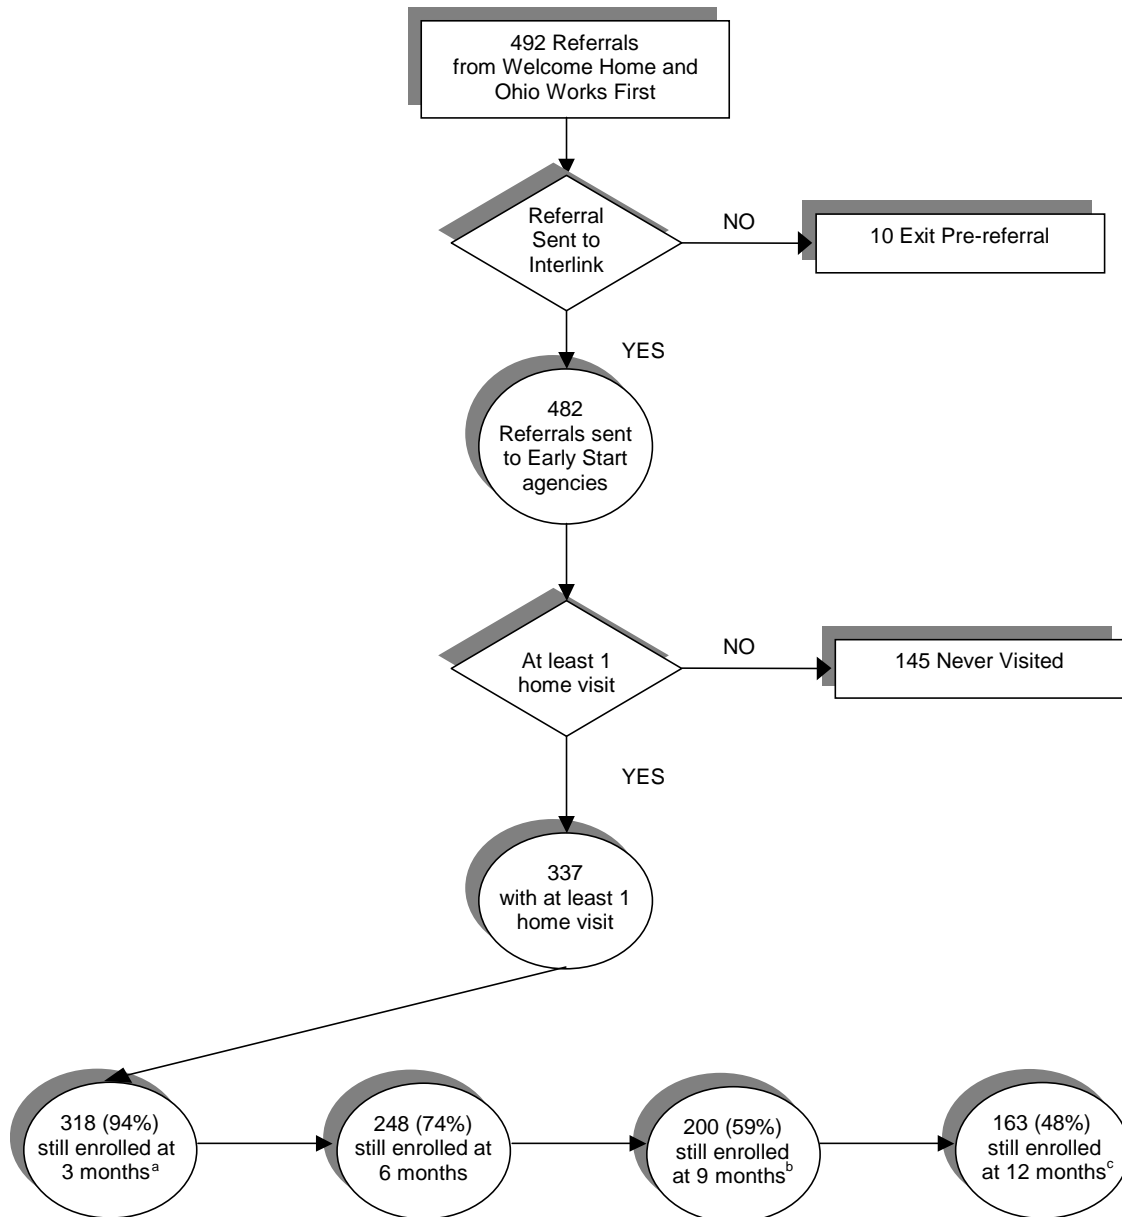 492 Referrals
from Welcome Home and
Ohio Works First
Referral
Sent to
Interlink
NO
10 Exit Pre-referral
YES
482
Referrals sent
to Early Start
agencies
At least 1
home visit
NO
145 Never Visited
YES
337
with at least 1
home visit
318 (94%)
still enrolled at
3 months^a
248 (74%)
still enrolled at
6 months
200 (59%)
still enrolled
at 9 months^b
163 (48%)
still enrolled
at 12 months^c